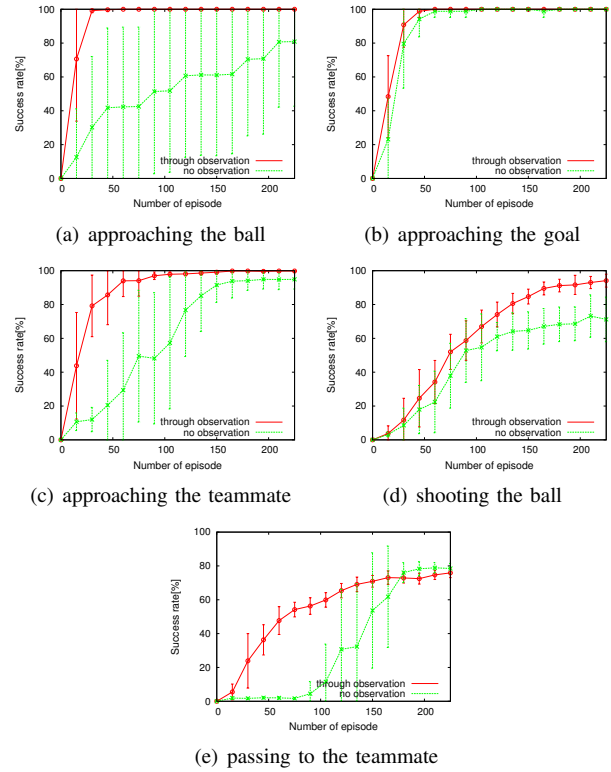 100
80
60
40
20
0
Success rate[%]
through observation
no observation
0 50 100 150 200
Number of episode
(a) approaching the ball
100
80
60
40
20
0
Success rate[%]
through observation
no observation
0 50 100 150 200
Number of episode
(b) approaching the goal
100
80
60
40
20
0
Success rate[%]
through observation
no observation
0 50 100 150 200
Number of episode
(c) approaching the teammate
100
80
60
40
20
0
Success rate[%]
through observation
no observation
0 50 100 150 200
Number of episode
(d) shooting the ball
100
80
60
40
20
0
Success rate[%]
through observation
no observation
0 50 100 150 200
Number of episode
(e) passing to the teammate